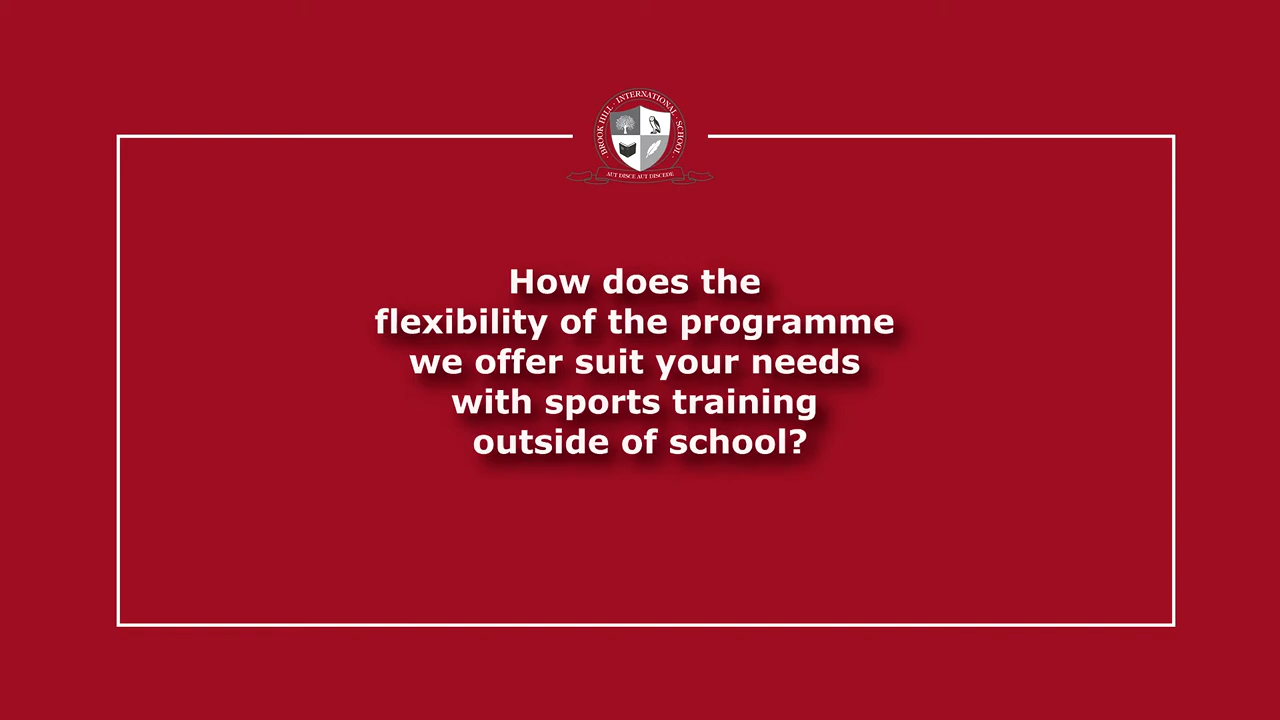 BROOK HILL · INTERNATIONAL · SCHOOL
AUT DISCE AUT DISCEDE
How does the
flexibility of the programme
we offer suit your needs
with sports training
outside of school?